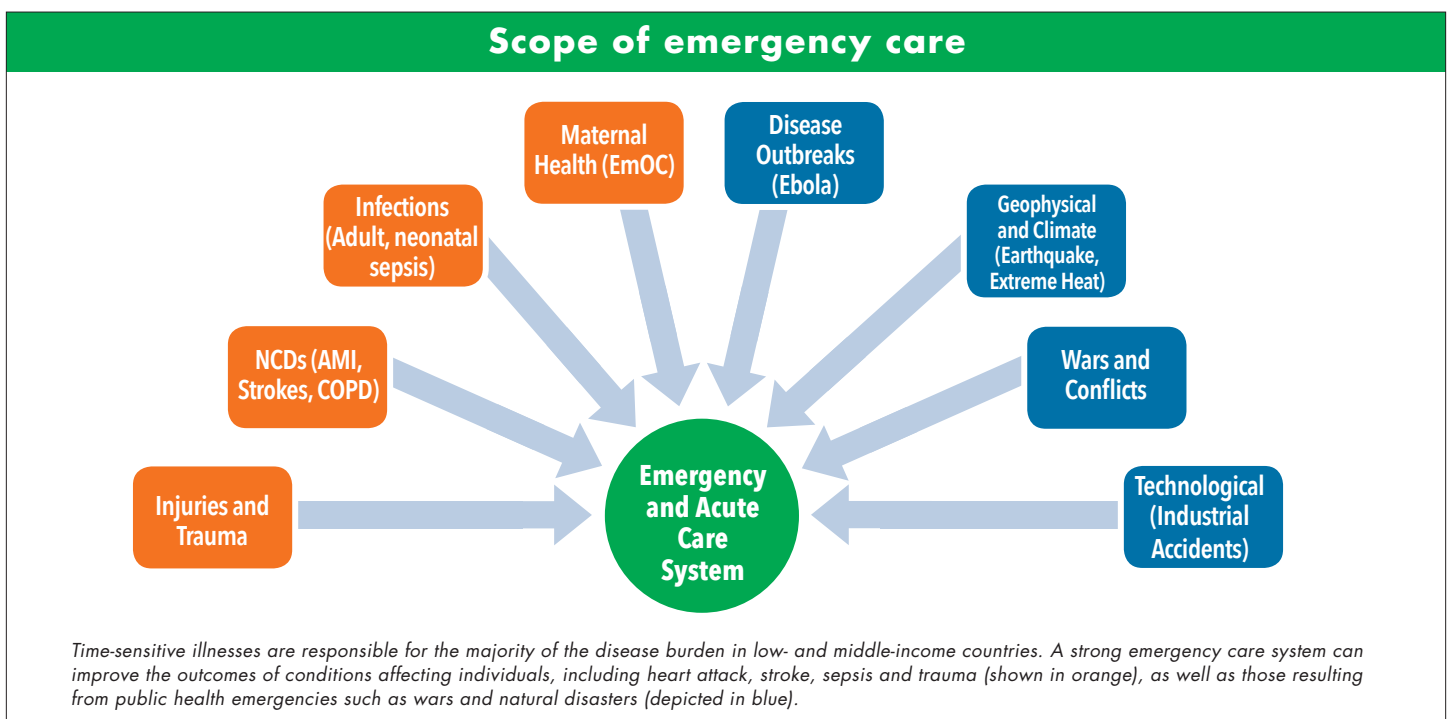 Scope of emergency care
Maternal
Health (EmOC)
Disease
Outbreaks
(Ebola)
Infections
(Adult, neonatal
sepsis)
Geophysical
and Climate
(Earthquake,
Extreme Heat)
NCDs (AMI,
Strokes, COPD)
Wars and
Conflicts
Injuries and
Trauma
Emergency
and Acute
Care
System
Technological
(Industrial
Accidents)
Time-sensitive illnesses are responsible for the majority of the disease burden in low- and middle-income countries. A strong emergency care system can
improve the outcomes of conditions affecting individuals, including heart attack, stroke, sepsis and trauma (shown in orange), as well as those resulting
from public health emergencies such as wars and natural disasters (depicted in blue).